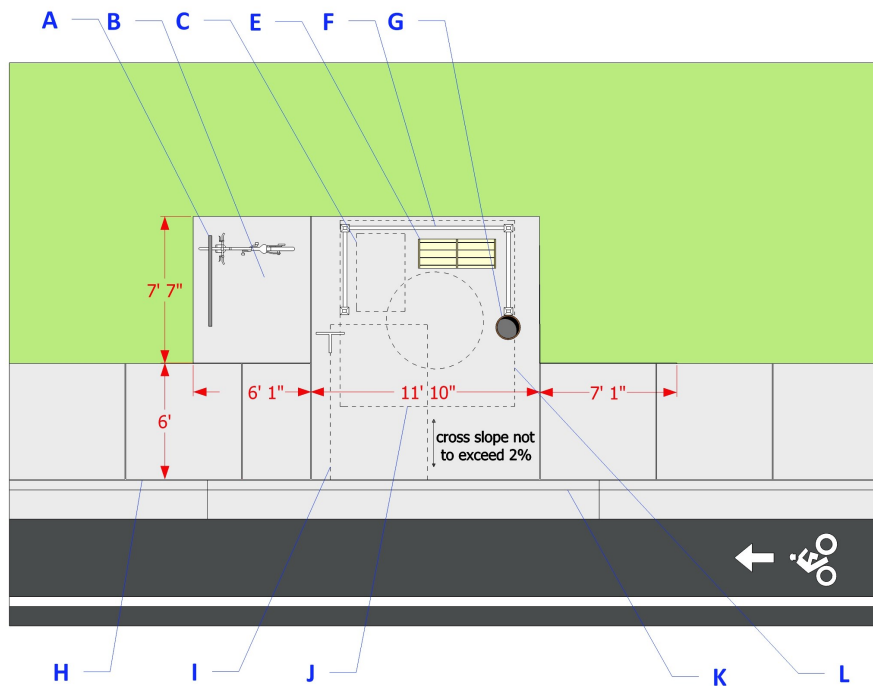 A B C E F G
7' 7"
6' 1" 11' 10" 7' 1"
6'
cross slope not
to exceed 2%
H I J K L